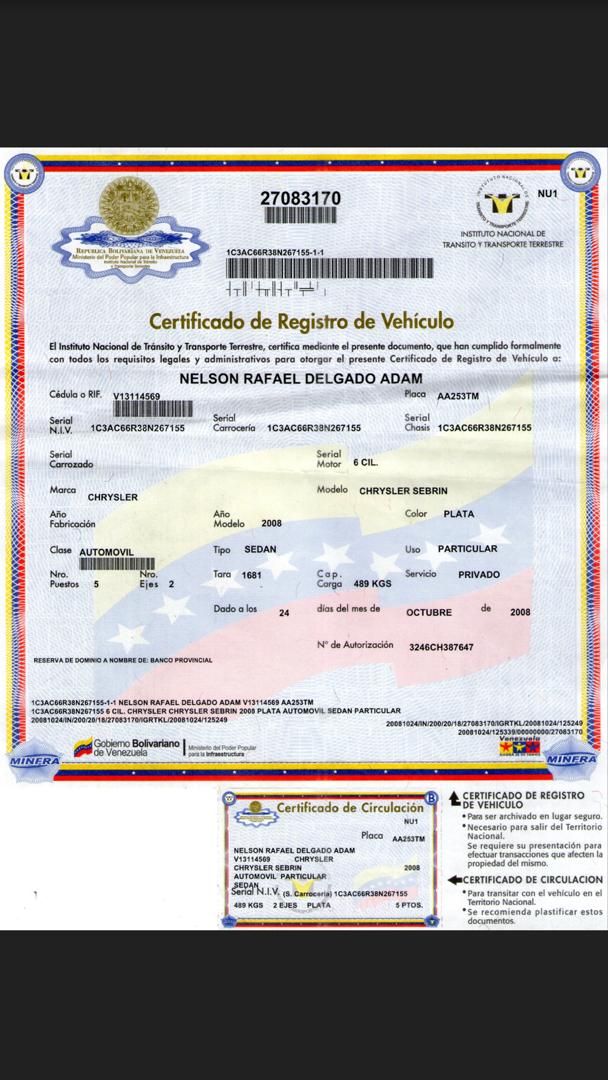 27083170
NU1
INSTITUTO NACIONAL DE
TRANSITO Y TRANSPORTE TERRESTRE
REPUBLICA BOLIVARIANA DE VENEZUELA
Ministerio del Poder Popular para la Infraestructura
Instituto Nacional de Tránsito
y Transporte Terrestre
1C3AC66R38N267155-1-1
Certificado de Registro de Vehículo
El Instituto Nacional de Tránsito y Transporte Terrestre, certifica mediante el presente documento, que han cumplido formalmente
con todos los requisitos legales y administrativos para otorgar el presente Certificado de Registro de Vehículo a:
NELSON RAFAEL DELGADO ADAM
Cédula o RIF. V13114569 Placa AA253TM
Serial N.I.V. 1C3AC66R38N267155 Serial Carrocería 1C3AC66R38N267155 Serial Chasis 1C3AC66R38N267155
Serial Carrozado Serial Motor 6 CIL.
Marca CHRYSLER Modelo CHRYSLER SEBRIN
Año Fabricación Año Modelo 2008 Color PLATA
Clase AUTOMOVIL Tipo SEDAN Uso PARTICULAR
Nro. Puestos 5 Nro. Ejes 2 Tara 1681 Cap. Carga 489 KGS Servicio PRIVADO
Dado a los 24 días del mes de OCTUBRE de 2008
Nº de Autorización 3246CH387647
RESERVA DE DOMINIO A NOMBRE DE: BANCO PROVINCIAL
1C3AC66R38N267155-1-1 NELSON RAFAEL DELGADO ADAM V13114569 AA253TM
1C3AC66R38N267155 6 CIL. CHRYSLER CHRYSLER SEBRIN 2008 PLATA AUTOMOVIL SEDAN PARTICULAR
20081024/IN/200/20/18/27083170/IGRTKL/20081024/125249
20081024/IN/200/20/18/27083170/IGRTKL/20081024/125249
20081024/125339/00000000/27083170
MINFRA
Gobierno Bolivariano
de Venezuela
Ministerio del Poder Popular
para la Infraestructura
Venezuela
MINFRA
Certificado de Circulación
B
NU1
Placa AA253TM
NELSON RAFAEL DELGADO ADAM
V13114569 CHRYSLER
CHRYSLER SEBRIN 2008
AUTOMOVIL PARTICULAR
SEDAN
Serial N.I.V. (S. Carrocería) 1C3AC66R38N267155
489 KGS 2 EJES PLATA 5 PTOS.
CERTIFICADO DE REGISTRO
DE VEHICULO
• Para ser archivado en lugar seguro.
• Necesario para salir del Territorio
Nacional.
Se requiere su presentación para
efectuar transacciones que afecten la
propiedad del mismo.
CERTIFICADO DE CIRCULACION
• Para transitar con el vehículo en el
Territorio Nacional.
• Se recomienda plastificar estos
documentos.